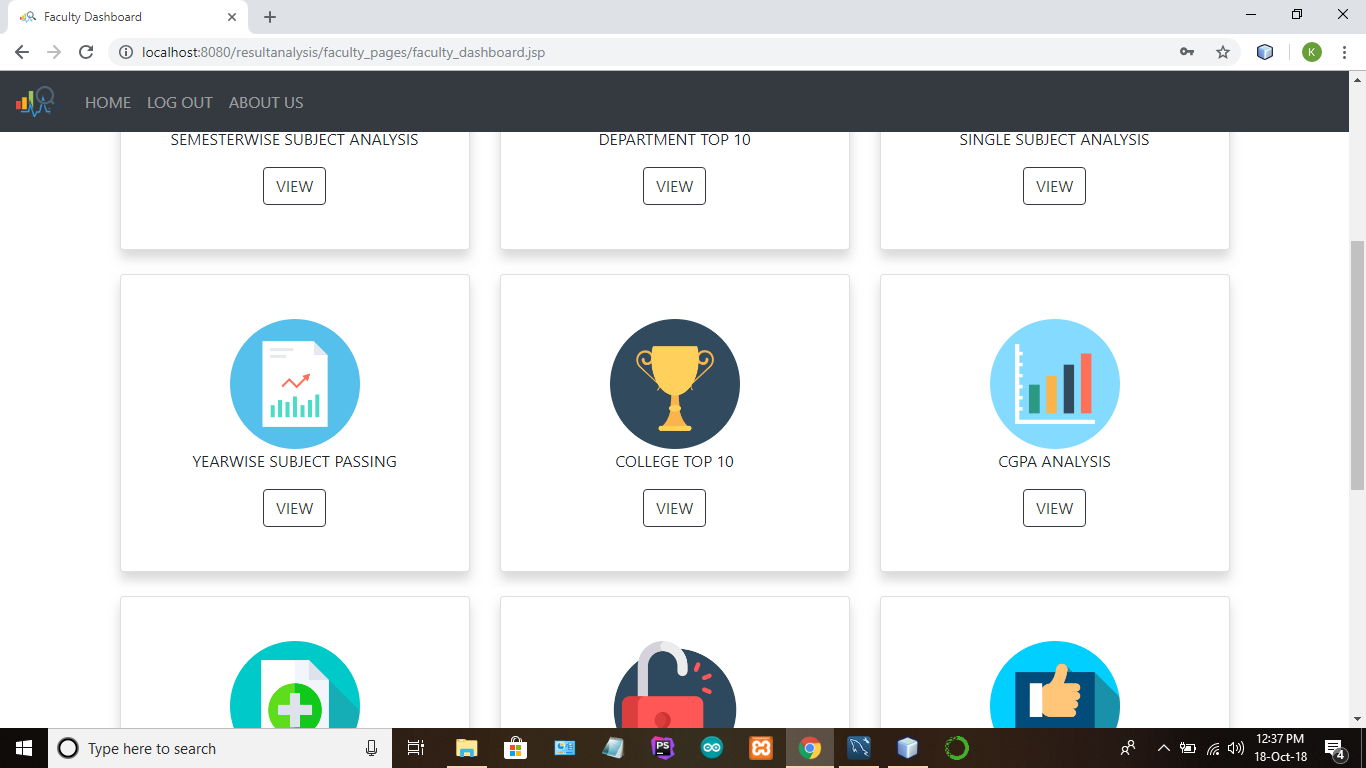 Faculty Dashboard
localhost:8080/resultanalysis/faculty_pages/faculty_dashboard.jsp
K
HOME LOG OUT ABOUT US
SEMESTERWISE SUBJECT ANALYSIS DEPARTMENT TOP 10 SINGLE SUBJECT ANALYSIS
VIEW VIEW VIEW
YEARWISE SUBJECT PASSING COLLEGE TOP 10 CGPA ANALYSIS
VIEW VIEW VIEW
Type here to search
PS
12:37 PM
18-Oct-18
4